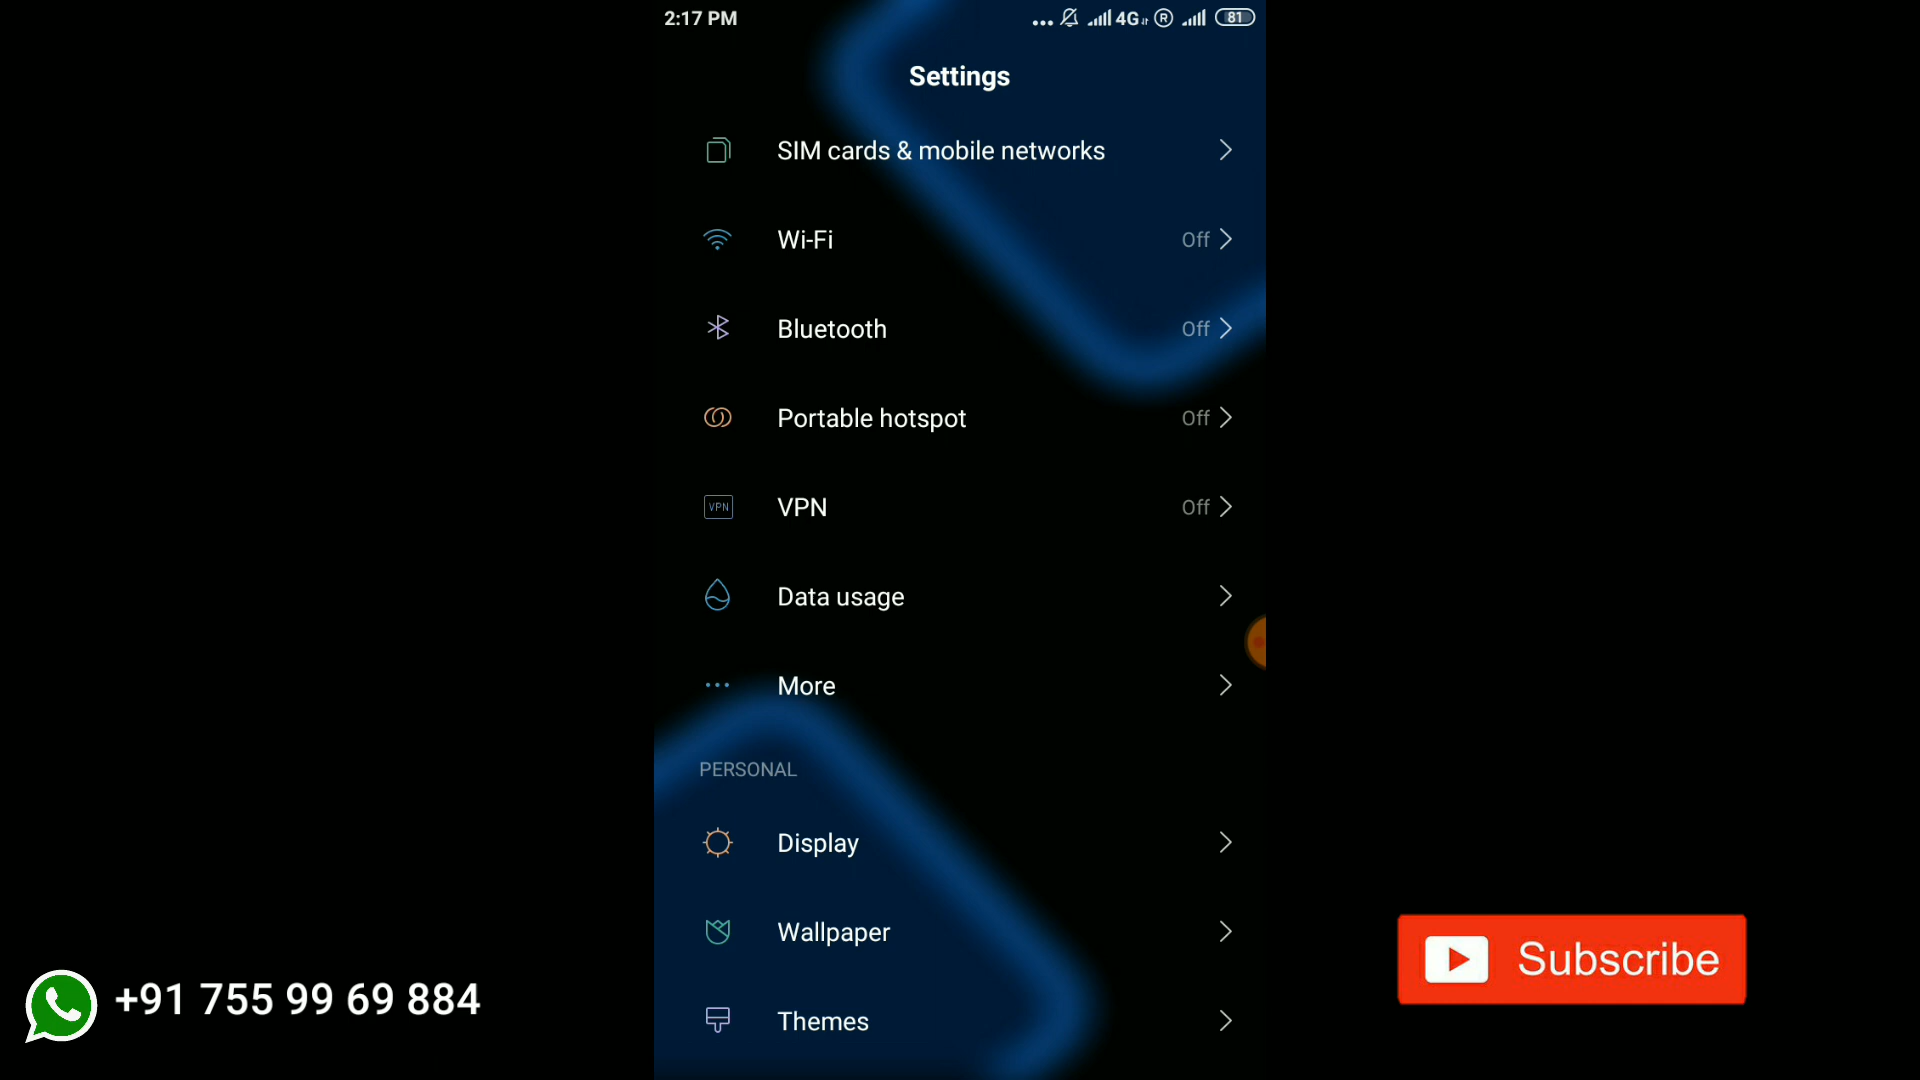 2:17 PM
4G R 81
Settings
SIM cards & mobile networks
Wi-Fi Off
Bluetooth Off
Portable hotspot Off
VPN VPN Off
Data usage
More
PERSONAL
Display
Wallpaper
Themes
+91 755 99 69 884
Subscribe